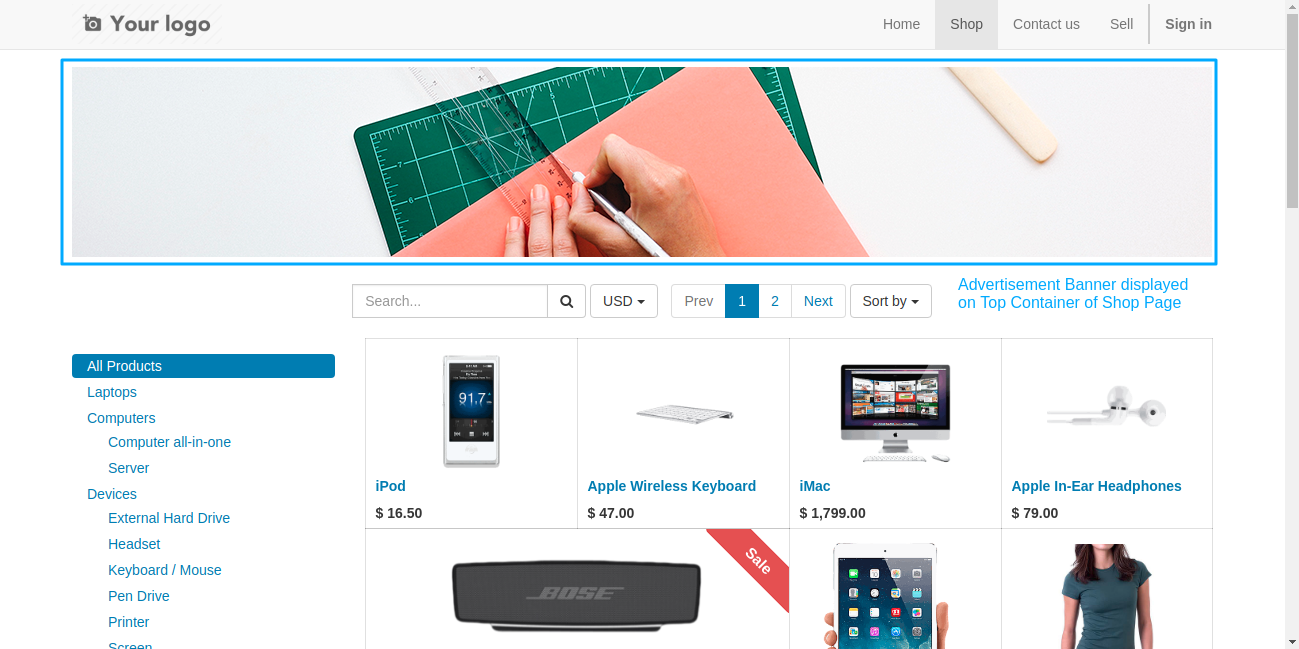 Your logo
Home
Shop
Contact us
Sell
Sign in
Search...
USD
Prev
1
2
Next
Sort by
Advertisement Banner displayed
on Top Container of Shop Page
All Products
Laptops
Computers
Computer all-in-one
Server
Devices
External Hard Drive
Headset
Keyboard / Mouse
Pen Drive
Printer
Screen
91.7
iPod
$ 16.50
Apple Wireless Keyboard
$ 47.00
iMac
$ 1,799.00
Apple In-Ear Headphones
$ 79.00
Sale
BOSE